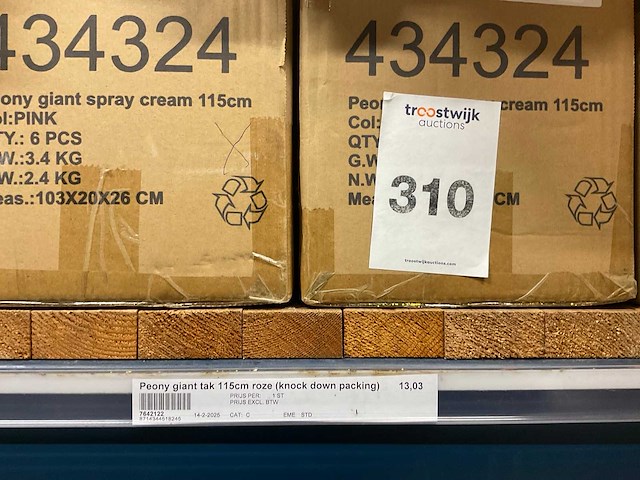 434324
ony giant spray cream 115cm
l:PINK
TY.: 6 PCS
W.:3.4 KG
W.:2.4 KG
eas.:103X20X26 CM
434324
Peo cream 115cm
Col:
QTY
G.W
N.W
Mea CM
troostwijk
auctions
310
troostwijkauctions.com
Peony giant tak 115cm roze (knock down packing) 13,03
PRIJS PER: 1 ST
PRIJS EXCL. BTW
7642122 14-2-2025 CAT: C EME: STD